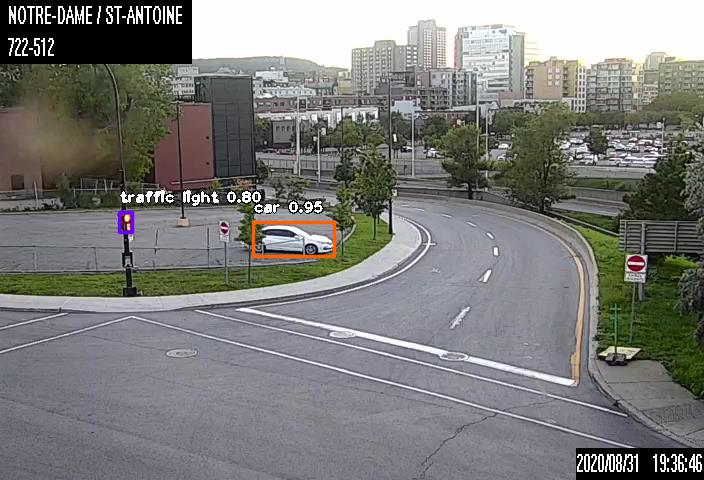 NOTRE-DAME / ST-ANTOINE
722-512
traffic light 0.80
car 0.95
2020/08/31 19:36:46